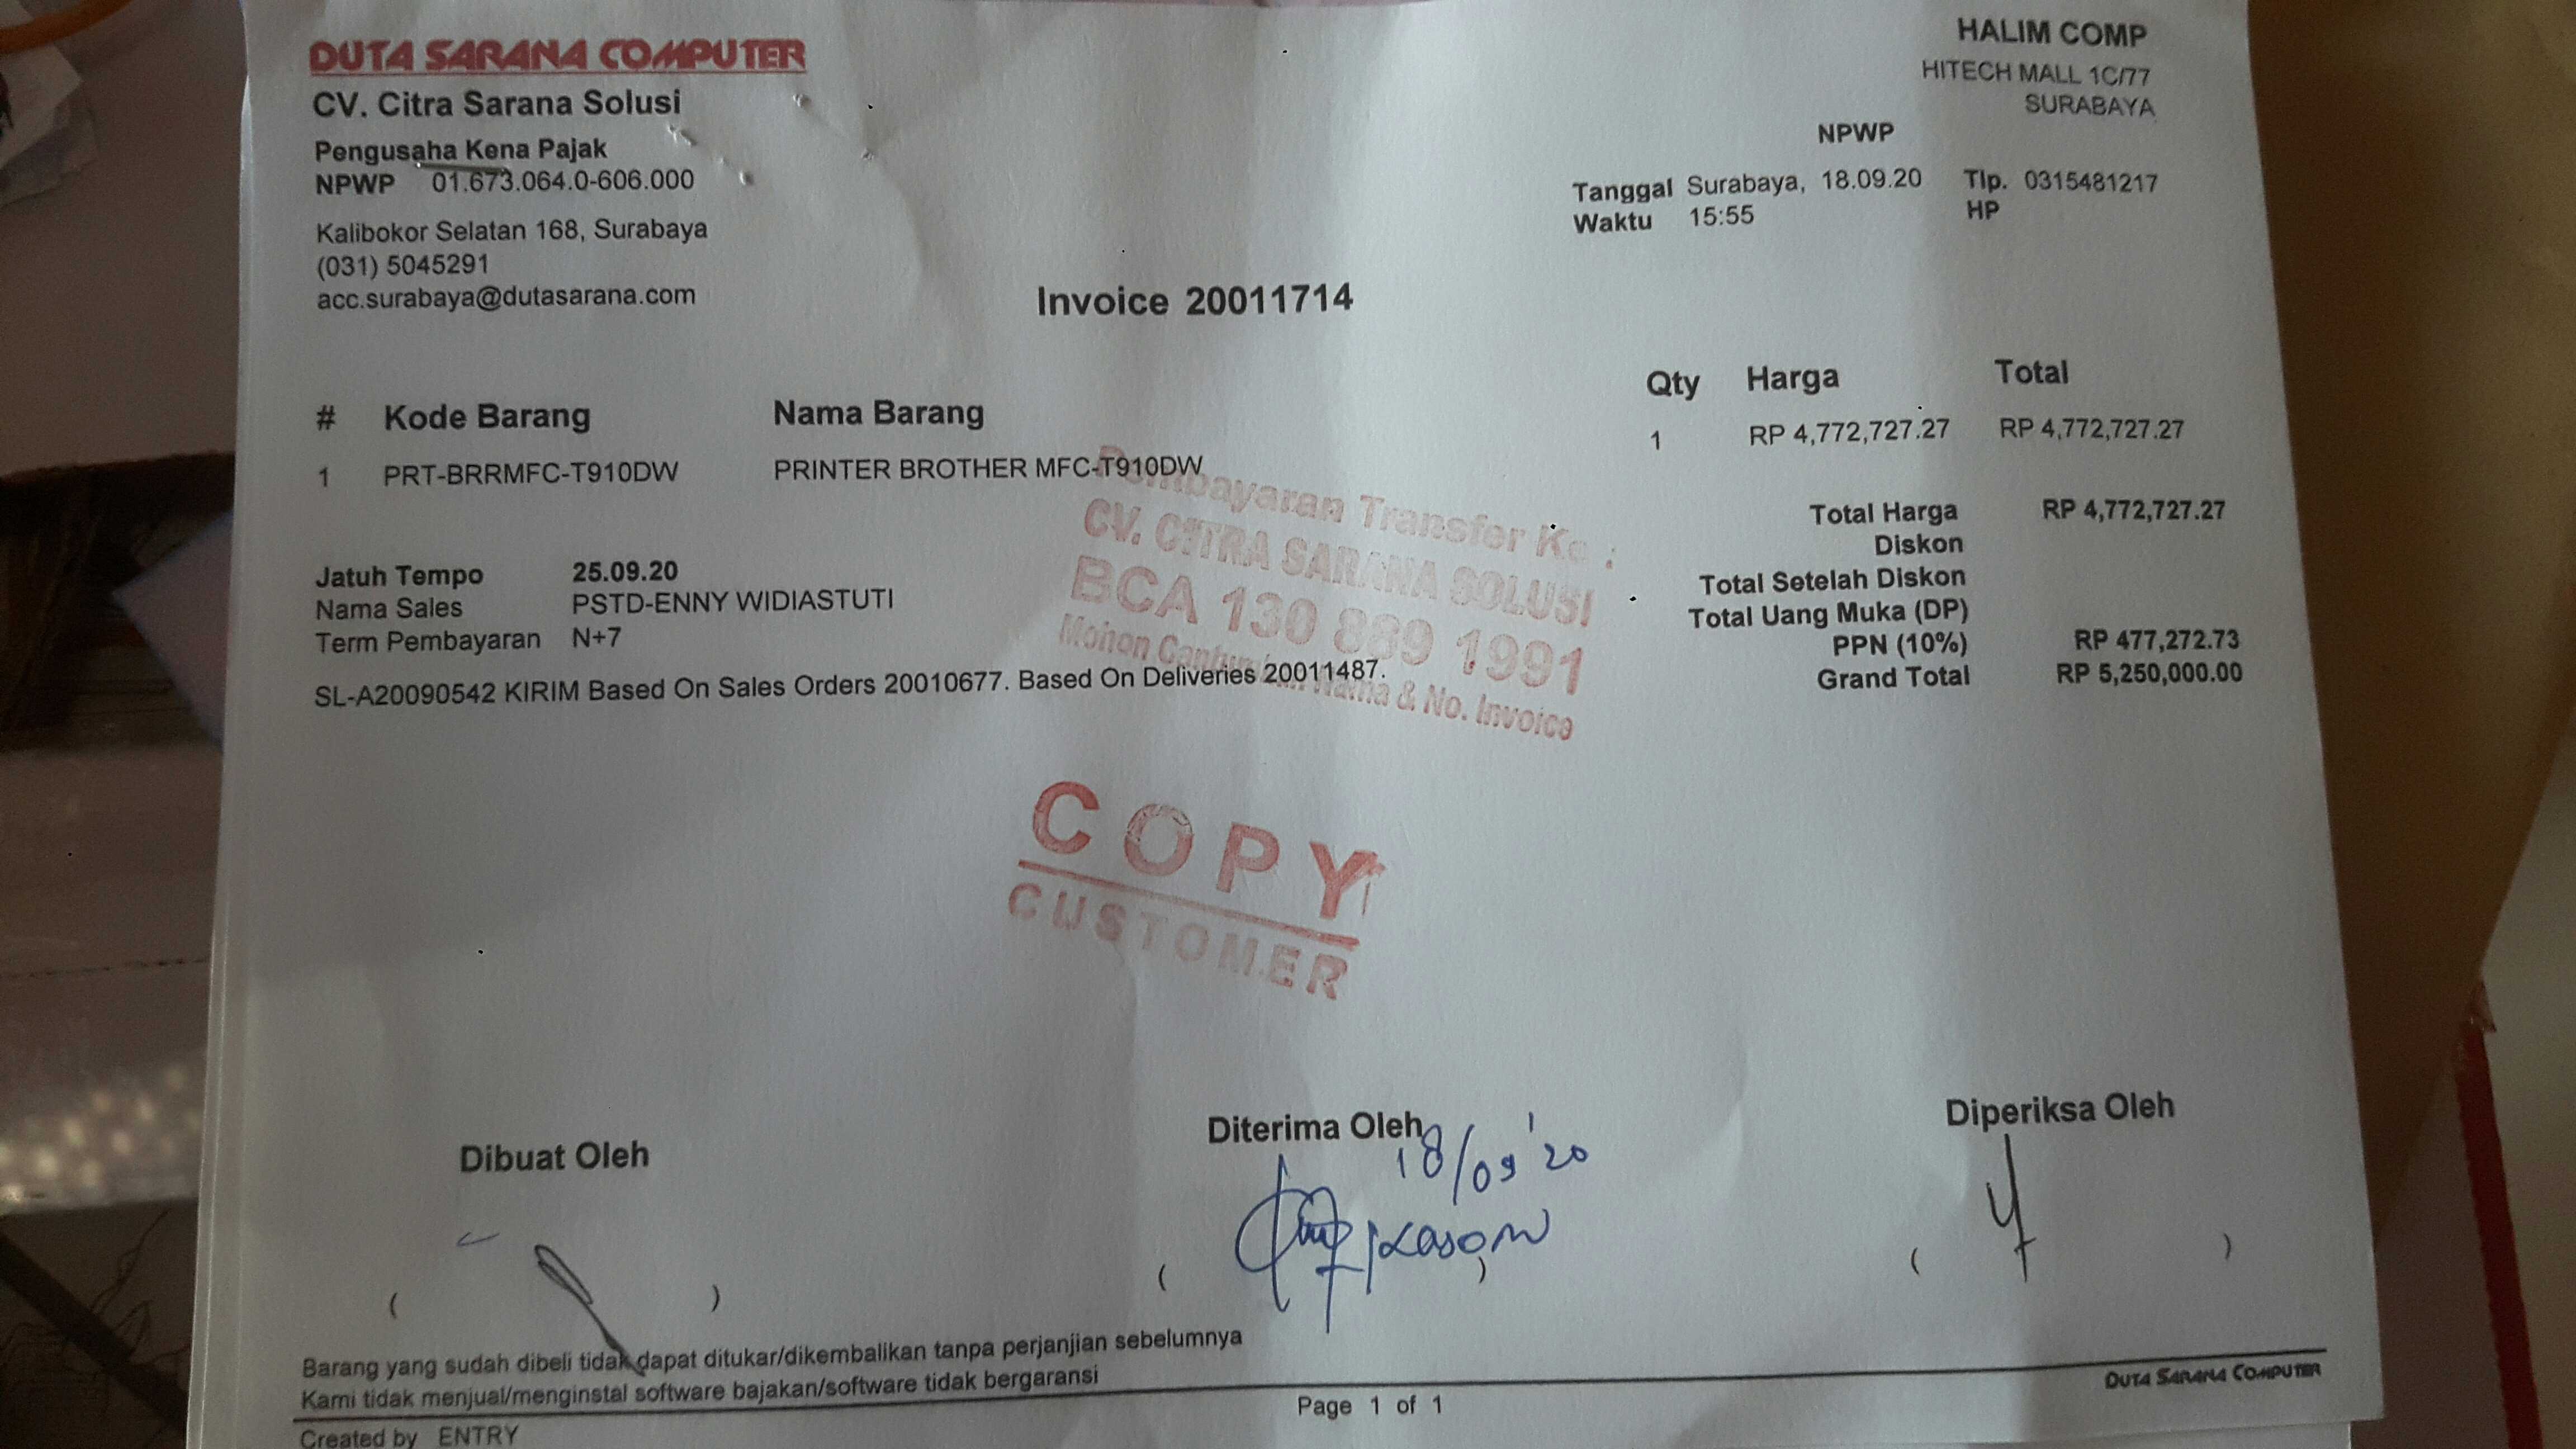 DUTA SARANA COMPUTER
CV. Citra Sarana Solusi
Pengusaha Kena Pajak
NPWP 01.673.064.0-606.000
Kalibokor Selatan 168, Surabaya
(031) 5045291
acc.surabaya@dutasarana.com
HALIM COMP
HITECH MALL 1C/77
SURABAYA
NPWP
Tanggal Surabaya, 18.09.20 Tlp. 0315481217
Waktu 15:55 HP
Invoice 20011714
# Kode Barang Nama Barang Qty Harga Total
1 PRT-BRRMFC-T910DW PRINTER BROTHER MFC-T910DW 1 RP 4,772,727.27 RP 4,772,727.27
Total Harga RP 4,772,727.27
Diskon
Total Setelah Diskon
Total Uang Muka (DP)
PPN (10%) RP 477,272.73
Grand Total RP 5,250,000.00
Jatuh Tempo 25.09.20
Nama Sales PSTD-ENNY WIDIASTUTI
Term Pembayaran N+7
SL-A20090542 KIRIM Based On Sales Orders 20010677. Based On Deliveries 20011487.
Pembayaran Transfer Ke :
CV. CITRA SARANA SOLUSI
BCA 130 889 1991
Mohon Nama & No. Invoice
COPY
CUSTOMER
Dibuat Oleh
Diterima Oleh
18/09 '20
Diperiksa Oleh
( )
( )
( )
Barang yang sudah dibeli tidak dapat ditukar/dikembalikan tanpa perjanjian sebelumnya
Kami tidak menjual/menginstal software bajakan/software tidak bergaransi
DUTA SARANA COMPUTER
Page 1 of 1
Created by ENTRY